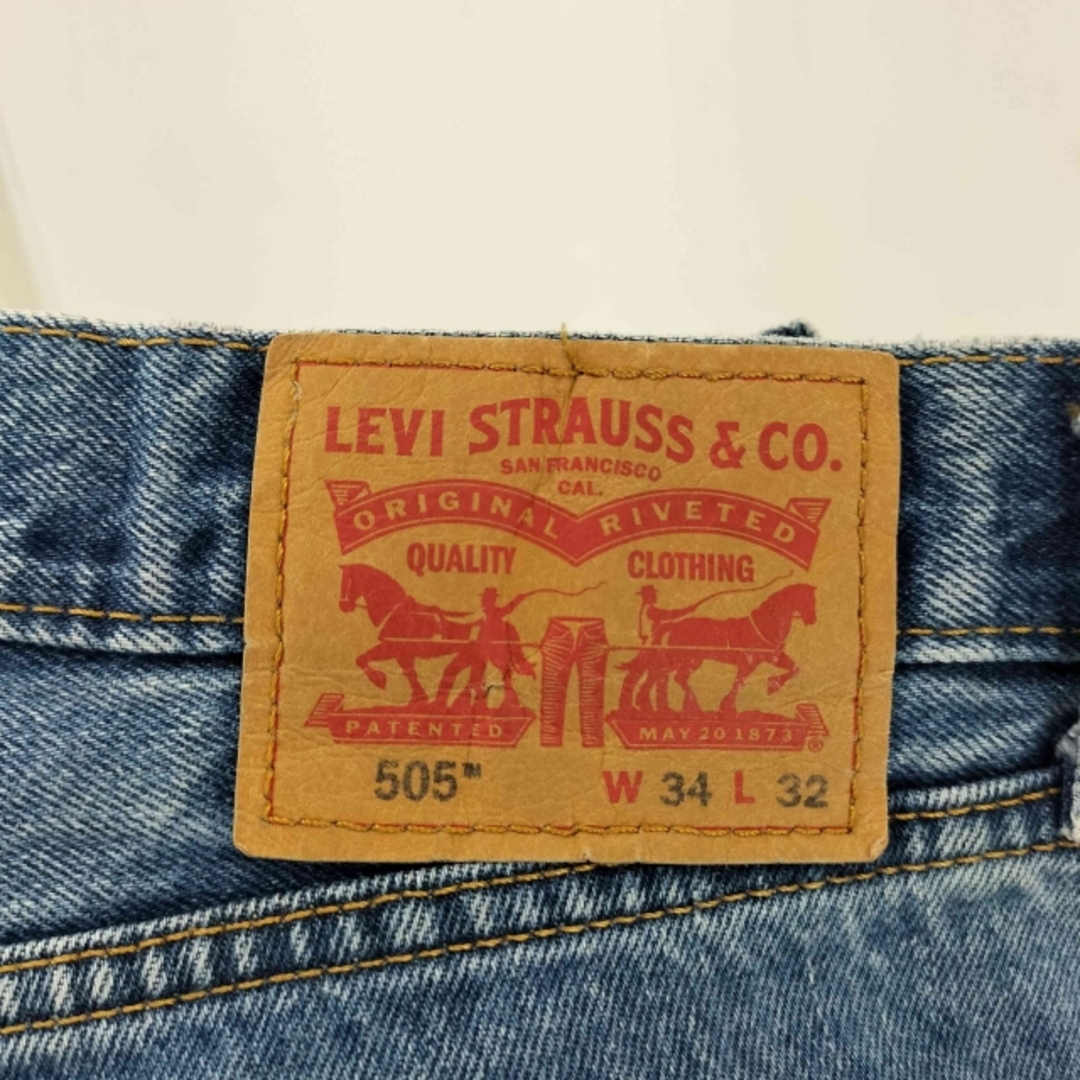 LEVI STRAUSS & CO.
SAN FRANCISCO
CAL.
ORIGINAL RIVETED
QUALITY CLOTHING
PATENTED MAY 20 1873 ®
505™ W 34 L 32